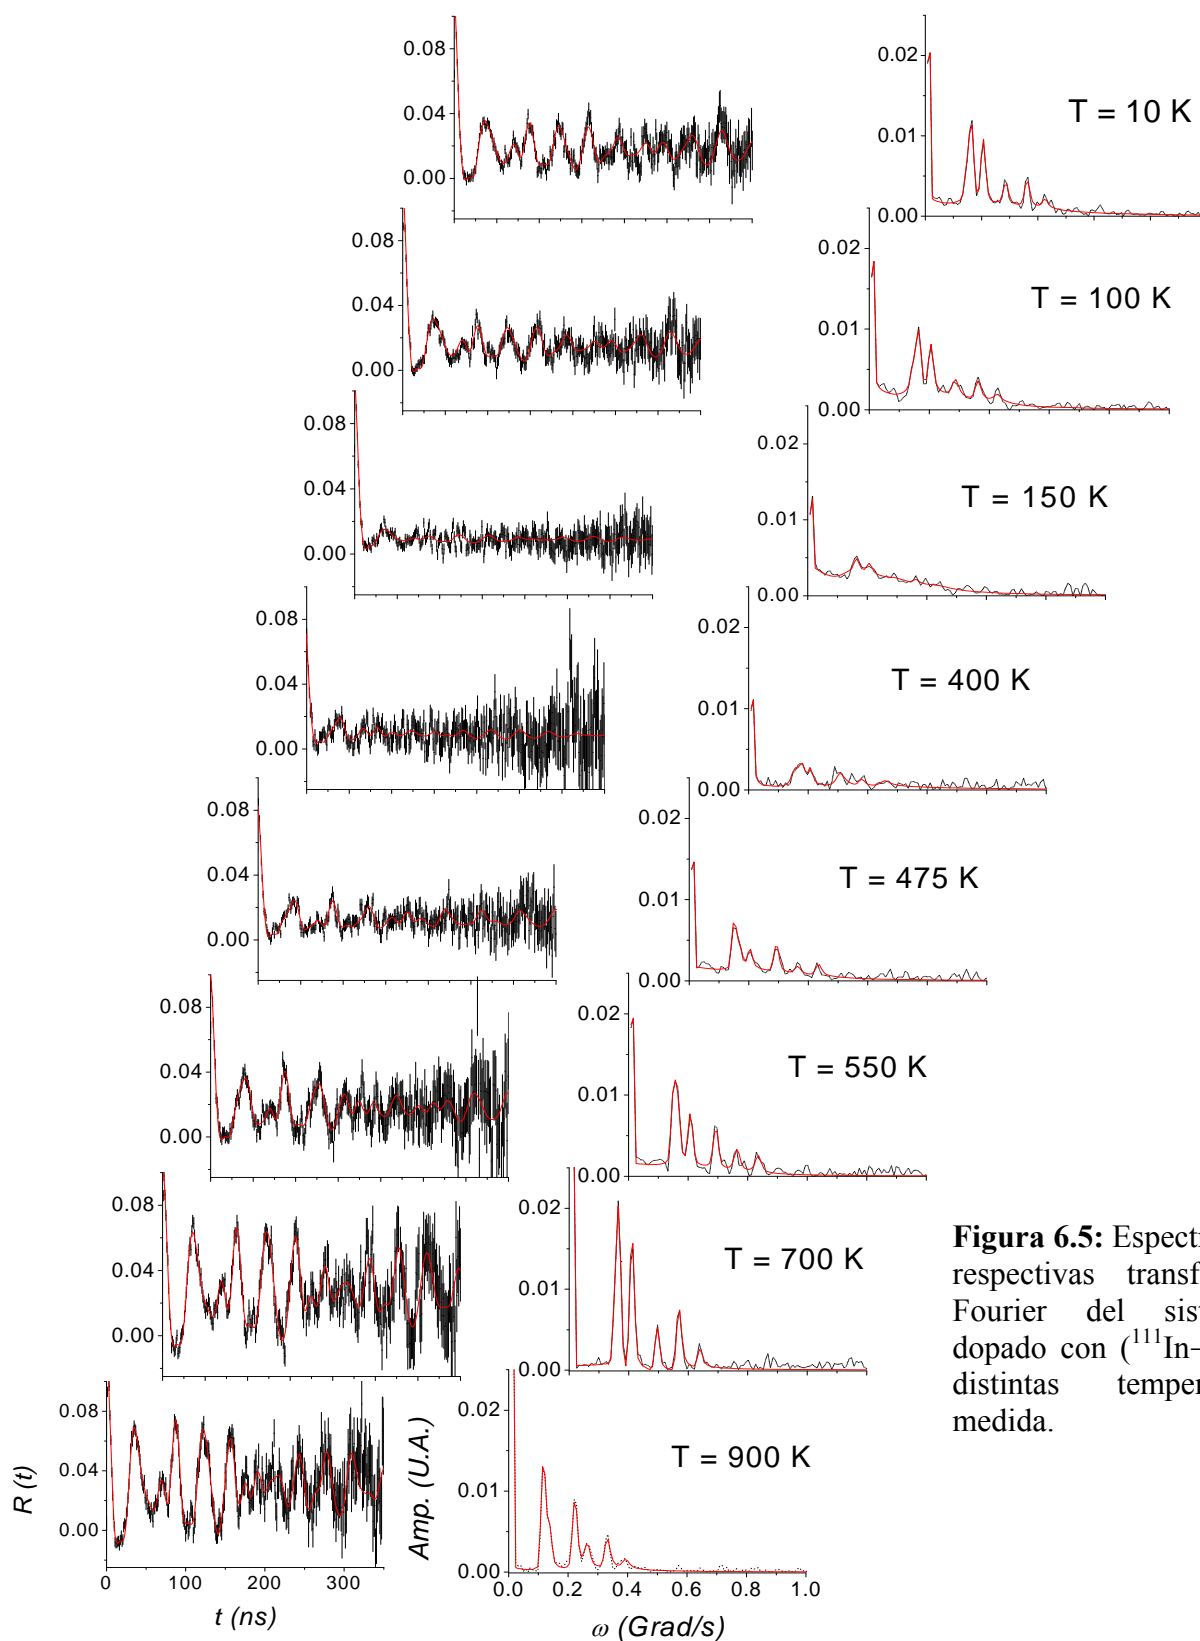 0.08
0.04
0.00
0.02
0.01
0.00
T = 10 K
0.08
0.04
0.00
0.02
0.01
0.00
T = 100 K
0.08
0.04
0.00
0.02
0.01
0.00
T = 150 K
0.08
0.04
0.00
0.02
0.01
0.00
T = 400 K
0.08
0.04
0.00
0.02
0.01
0.00
T = 475 K
0.08
0.04
0.00
0.02
0.01
0.00
T = 550 K
0.08
0.04
0.00
0.02
0.01
0.00
T = 700 K
0.08
0.04
0.00
0.02
0.01
0.00
T = 900 K
R (t)
Amp. (U.A.)
0 100 200 300
t (ns)
0.0 0.2 0.4 0.6 0.8 1.0
ω (Grad/s)
Figura 6.5: Espectr
respectivas transf
Fourier del sis
dopado con (¹¹¹In–
distintas temper
medida.